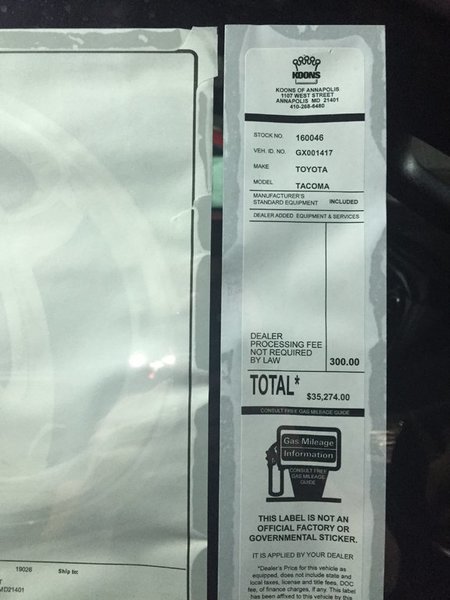 KOONS
KOONS OF ANNAPOLIS
1107 WEST STREET
ANNAPOLIS MD 21401
410-268-6480
STOCK NO 160046
VEH. ID. NO. GX001417
MAKE TOYOTA
MODEL TACOMA
MANUFACTURER'S
STANDARD EQUIPMENT INCLUDED
DEALER ADDED EQUIPMENT & SERVICES
DEALER
PROCESSING FEE
NOT REQUIRED
BY LAW 300.00
TOTAL* $35,274.00
CONSULT FREE GAS MILEAGE GUIDE
Gas Mileage
Information
CONSULT FREE
GAS MILEAGE
GUIDE
THIS LABEL IS NOT AN
OFFICIAL FACTORY OR
GOVERNMENTAL STICKER.
IT IS APPLIED BY YOUR DEALER
"Dealer's Price for this vehicle as
equipped, does not include state and
local taxes, license and title fees, DOC
fee, of finance charges, if any. This label
has been affixed to this vehicle by this
19026 Ship to:
T
MD21401